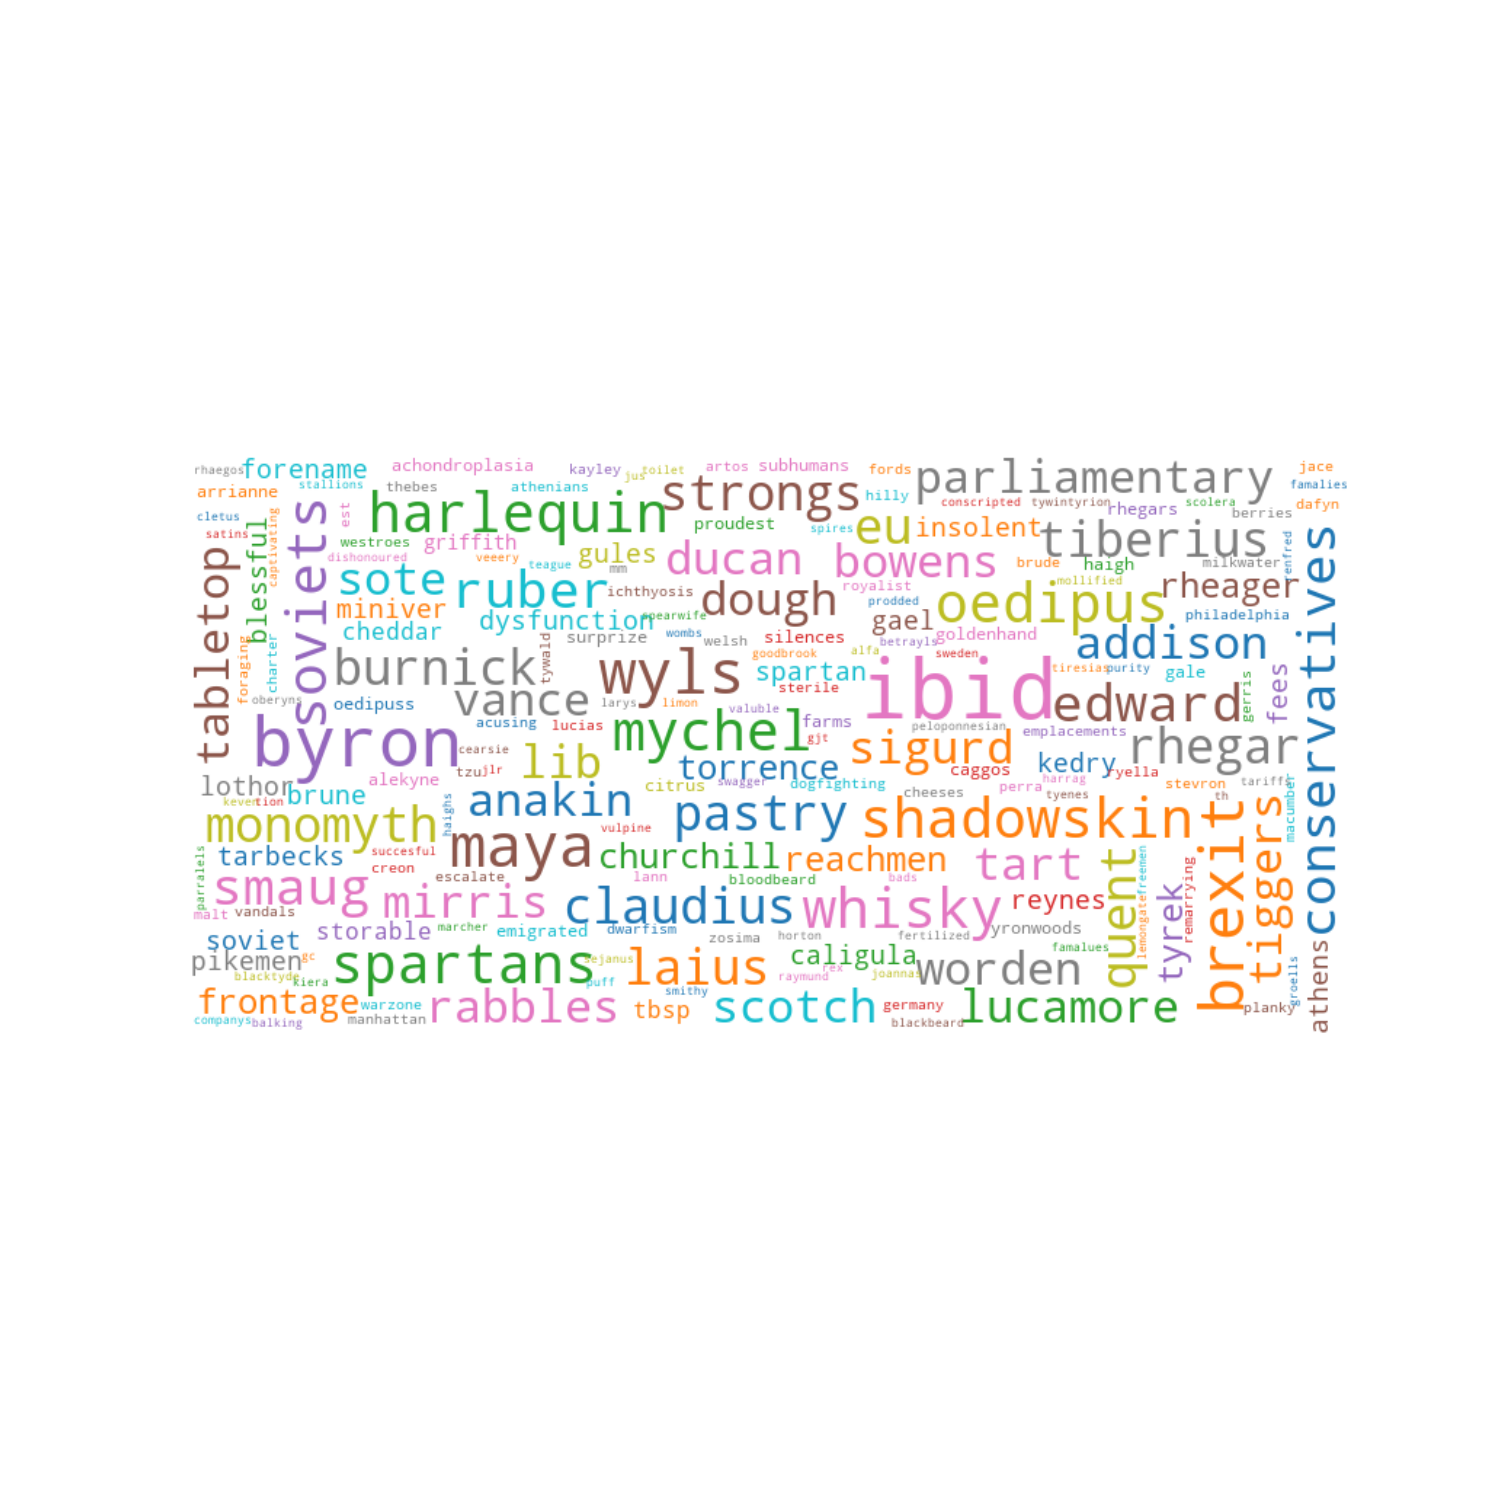 rhaegos
forename
achondroplasia
kayley
jus
toilet
artos
subhumans
fords
parliamentary
jace
arrianne
stallions
thebes
athenians
strongs
hilly
famalies
cletus
est
harlequin
proudest
spires
eu
insolent
conscripted
tywintyrion
rhegars
scolera
berries
dafyn
satins
blessful
captivating
soviets
westroes
griffith
dishonoured
veeery
teague
gules
mm
ducan
bowens
brude
tiberius
haigh
milkwater
renfred
conservatives
tabletop
sote
ruber
ichthyosis
dough
royalist
prodded
oedipus
mollified
rheager
miniver
cheddar
dysfunction
spearwife
gael
philadelphia
foraging
charter
surprize
wombs
welsh
silences
betrayls
goldenhand
addison
burnick
tywald
wyls
goodbrook
alfa
sweden
spartan
sterile
ibid
tiresias
purity
gale
gerris
fees
oberyns
oedipuss
vance
larys
limon
valuble
edward
byron
acusing
lucias
mychel
gjt
farms
peloponnesian
emplacements
rhegar
cearsie
tzu
jlr
lib
torrence
sigurd
caggos
kedry
ryella
lothor
alekyne
citrus
swagger
dogfighting
cheeses
perra
harrag
tyenes
stevron
tariffs
th
keven
tion
brune
haighs
anakin
pastry
shadowskin
brexit
tiggers
macumber
monomyth
maya
vulpine
tarbecks
succesful
creon
escalate
churchill
reachmen
tart
quent
lemongate
freemen
remarrying
parralels
smaug
mirris
lann
bloodbeard
bads
claudius
whisky
reynes
tyrek
malt
vandals
soviet
storable
marcher
emigrated
dwarfism
zosima
horton
fertilized
yronwoods
famalues
pikemen
gc
blacktyde
kiera
spartans
sejanus
puff
laius
caligula
raymund
rex
joannas
worden
groells
athens
frontage
warzone
rabbles
smithy
tbsp
scotch
germany
lucamore
planky
companys
balking
manhattan
blackbeard